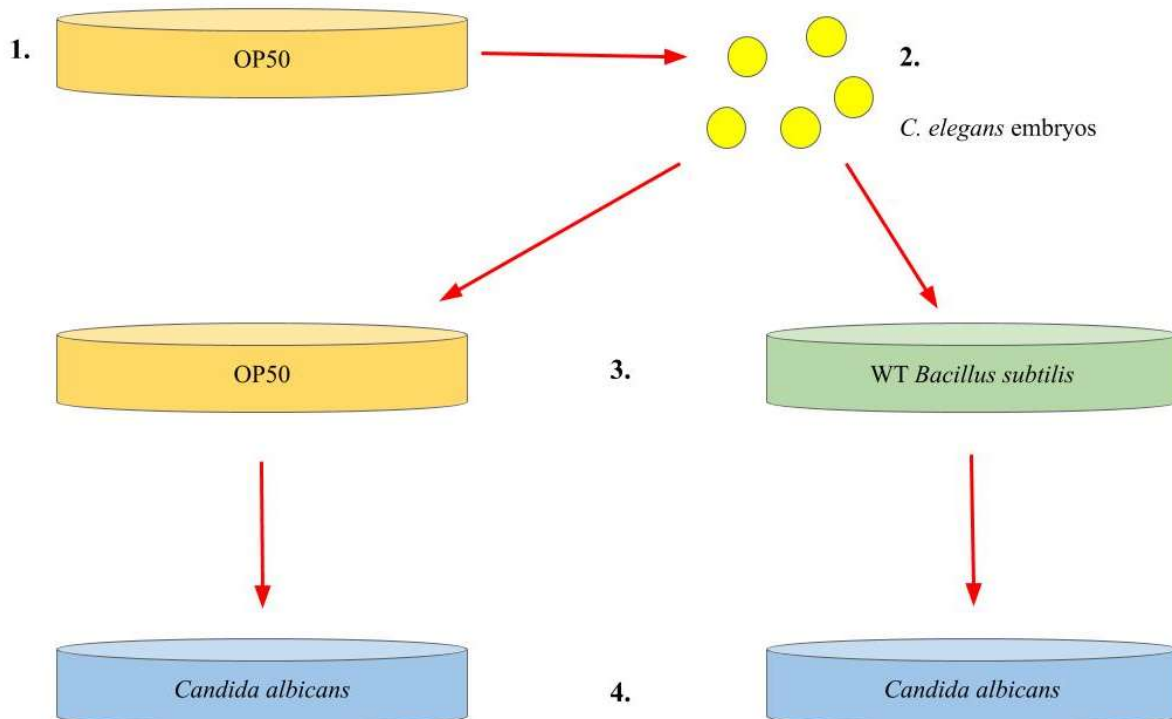 1.
OP50
2.
C. elegans embryos
OP50
3.
WT Bacillus subtilis
Candida albicans
4.
Candida albicans